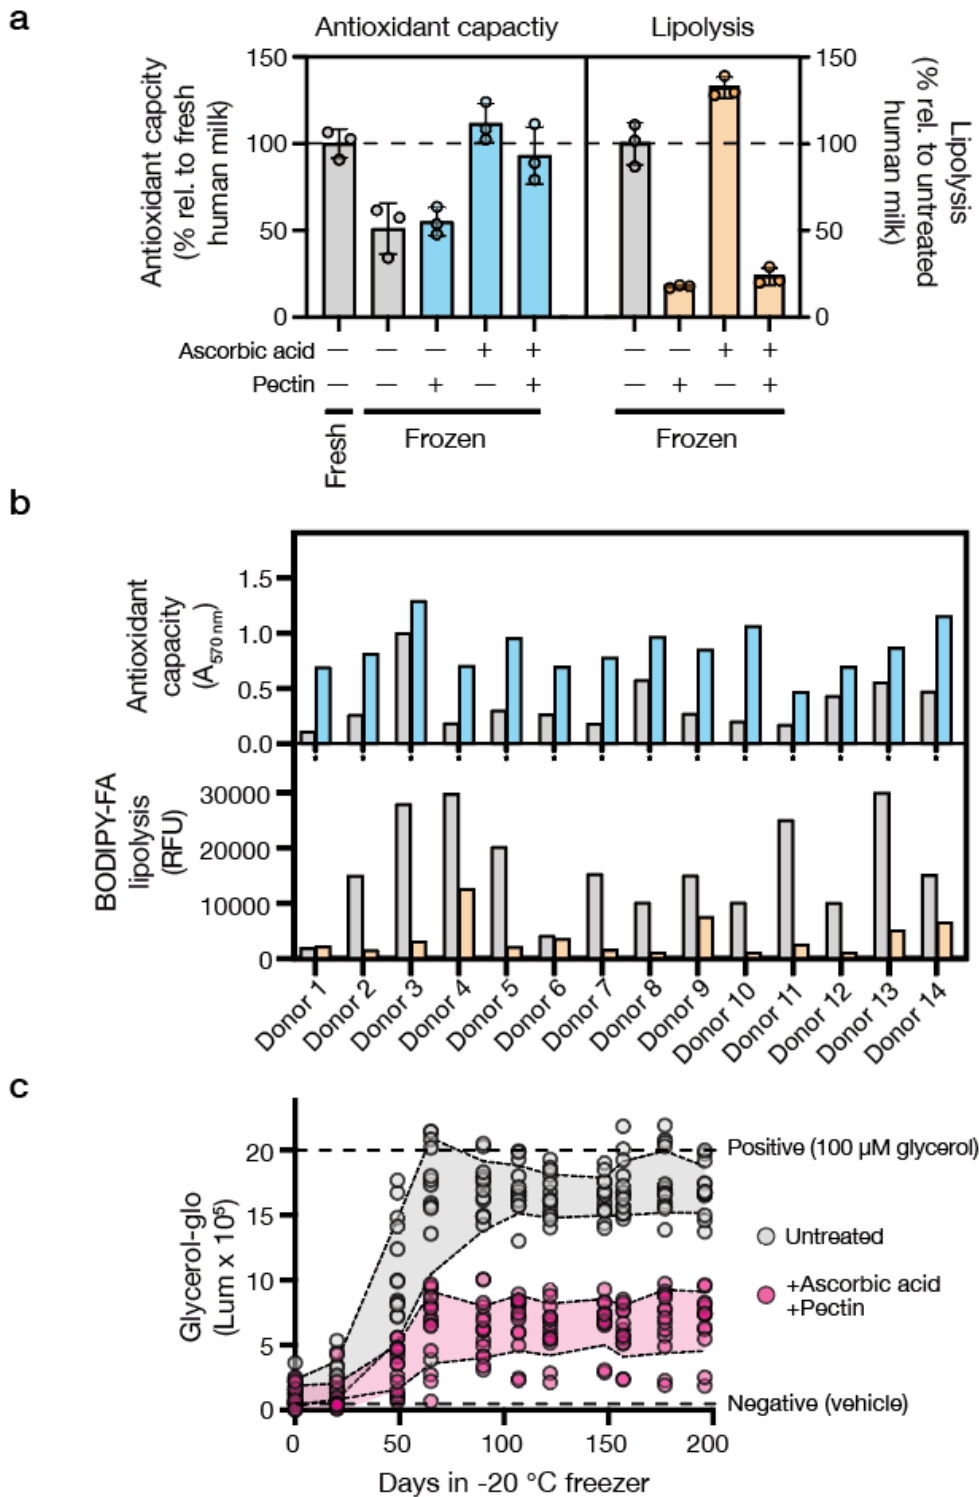 a
Antioxidant capactiy
Lipolysis
Antioxidant capcity
(% rel. to fresh
human milk)
150
100
50
0
150
100
50
0
Lipolysis
(% rel. to untreated
human milk)
Ascorbic acid — — — + + — — + +
Pectin — — + — + — + — +
Fresh
Frozen
Frozen
b
Antioxidant
capacity
(A570 nm)
1.5
1.0
0.5
0.0
BODIPY-FA
lipolysis
(RFU)
30000
20000
10000
0
Donor 1
Donor 2
Donor 3
Donor 4
Donor 5
Donor 6
Donor 7
Donor 8
Donor 9
Donor 10
Donor 11
Donor 12
Donor 13
Donor 14
c
Glycerol-glo
(Lum x 10⁵)
20
15
10
5
0
Positive (100 µM glycerol)
Untreated
+Ascorbic acid
+Pectin
Negative (vehicle)
0 50 100 150 200
Days in -20 °C freezer